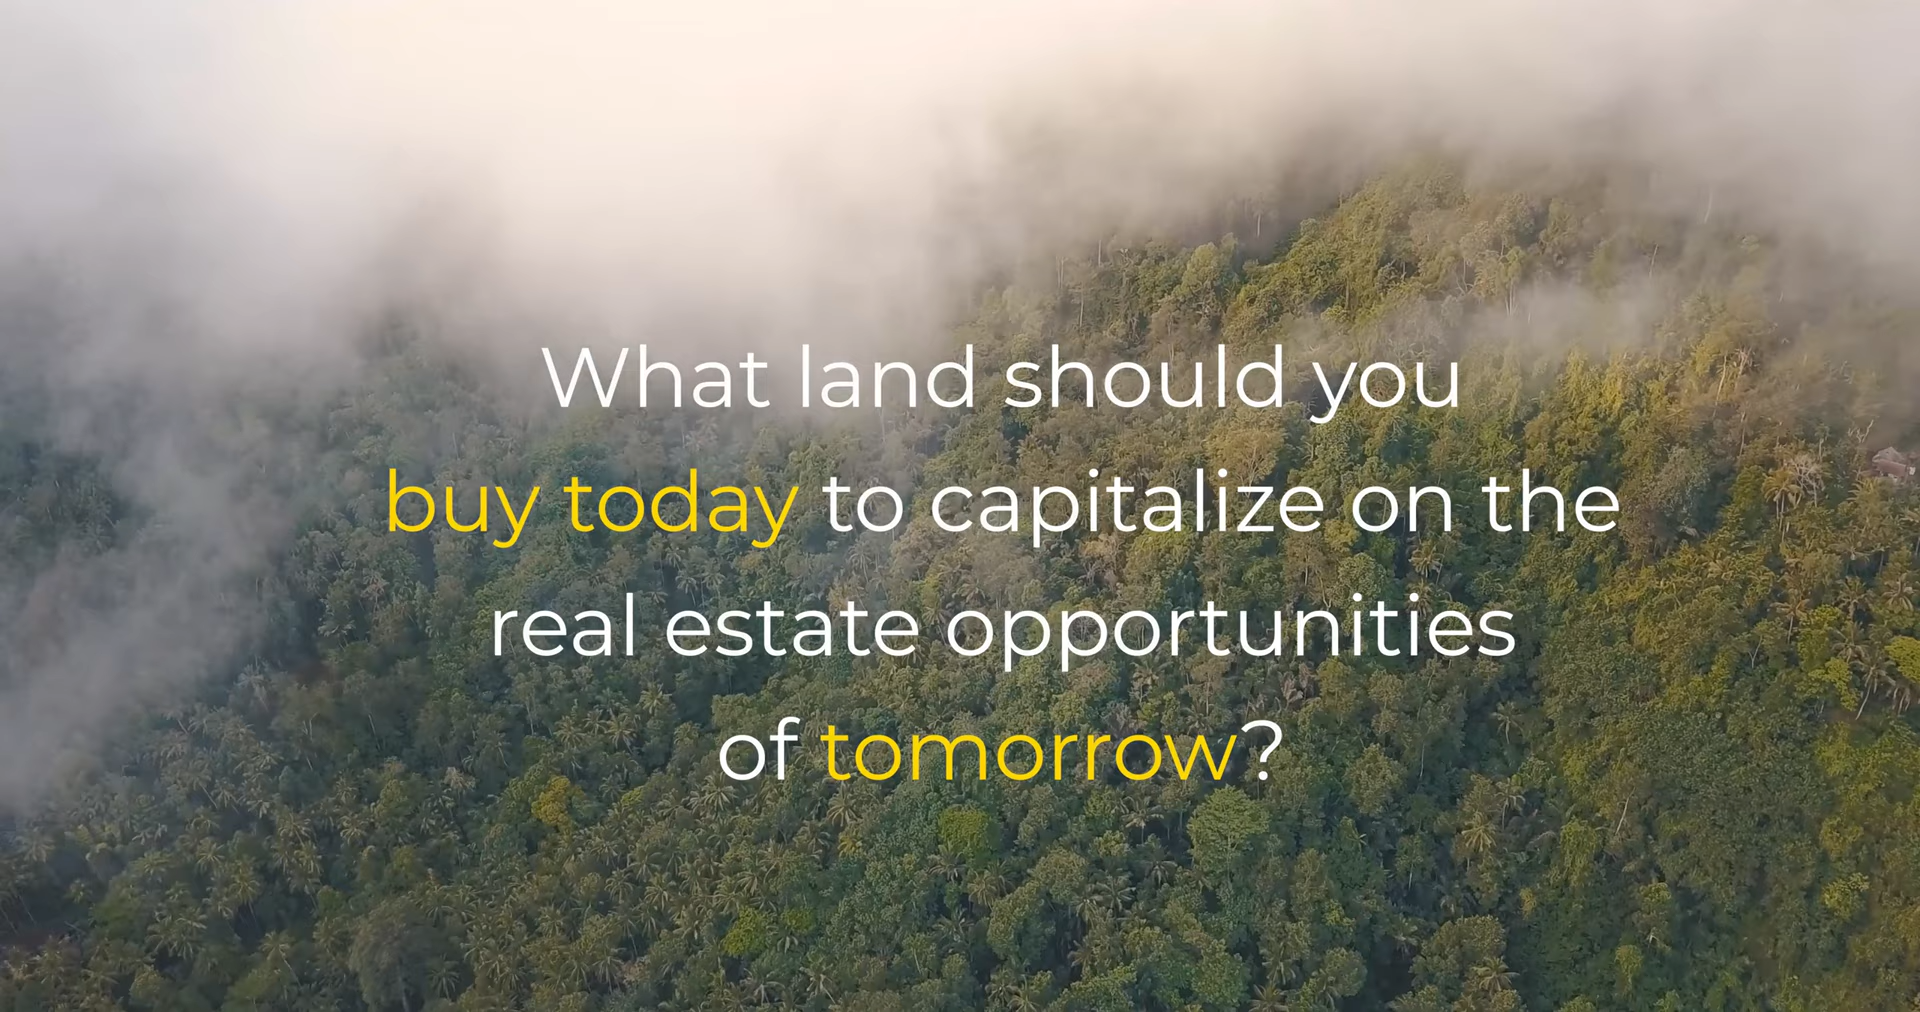 What land should you
buy today to capitalize on the
real estate opportunities
of tomorrow?